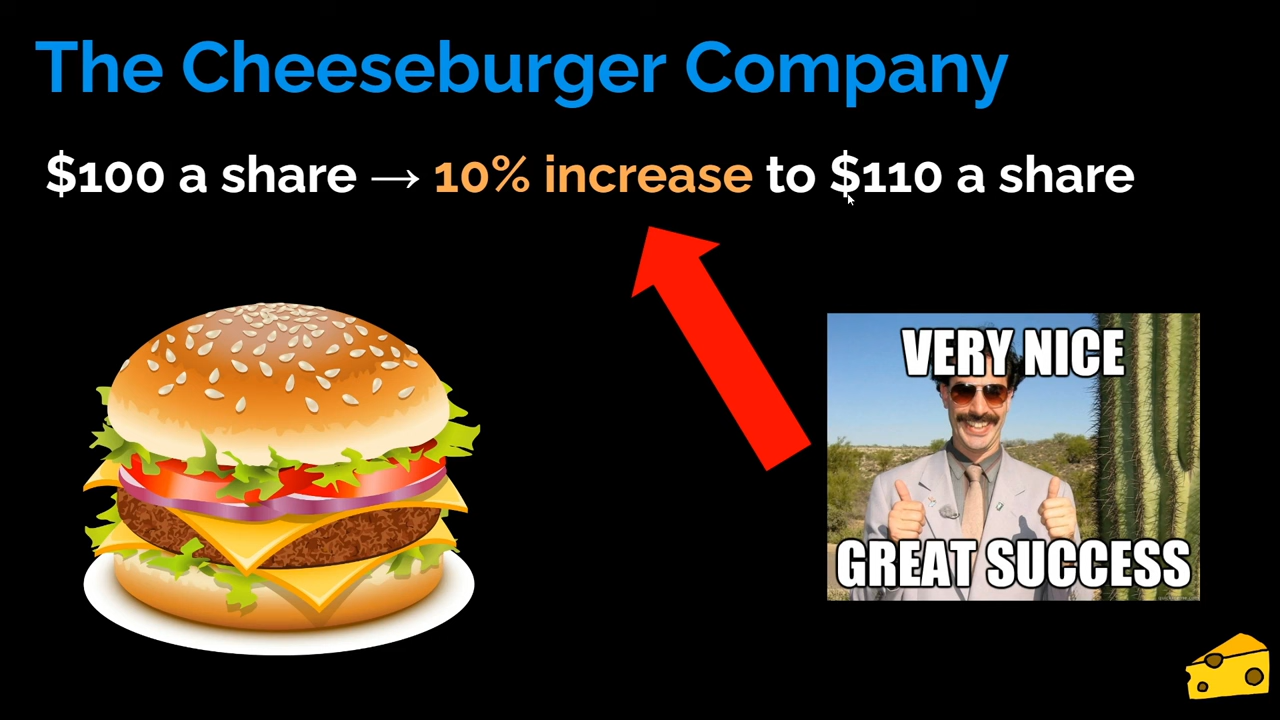 The Cheeseburger Company
$100 a share → 10% increase to $110 a share
VERY NICE
GREAT SUCCESS